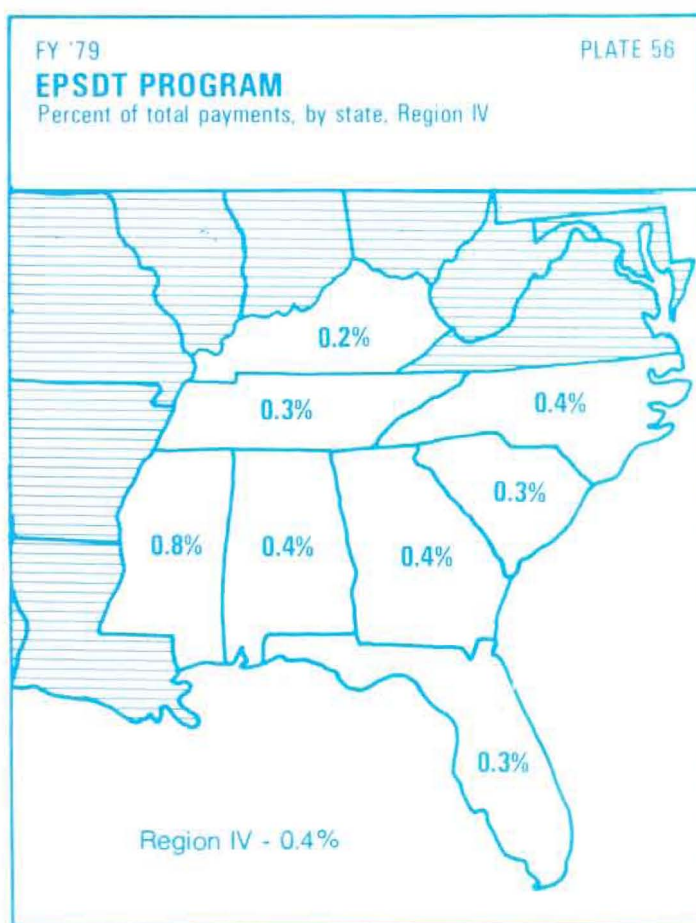 FY '79
PLATE 56
EPSDT PROGRAM
Percent of total payments, by state, Region IV
0.2%
0.3%
0.4%
0.3%
0.8%
0.4%
0.4%
0.3%
Region IV - 0.4%